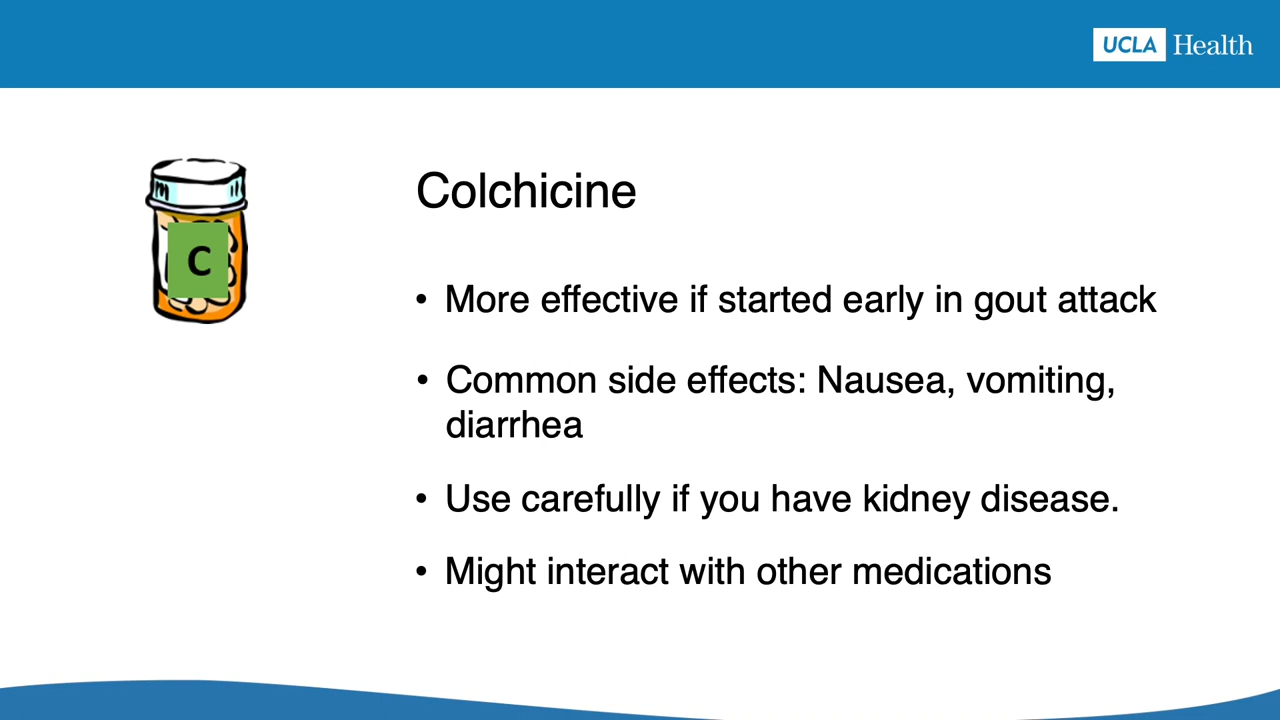 UCLA Health
C
Colchicine
• More effective if started early in gout attack
• Common side effects: Nausea, vomiting,
diarrhea
• Use carefully if you have kidney disease.
• Might interact with other medications